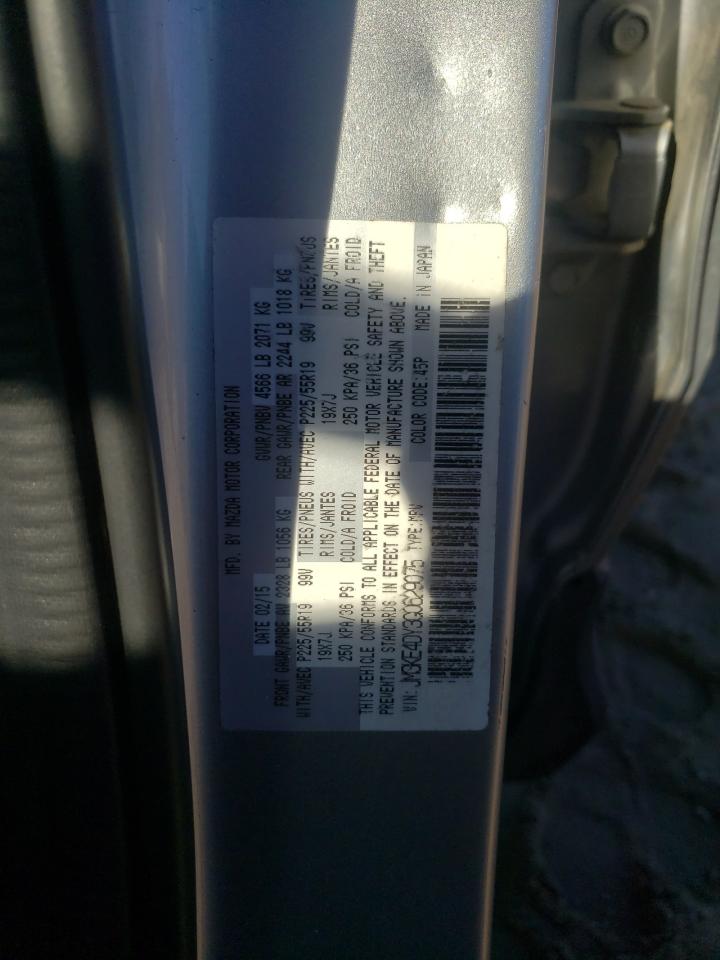 MFD. BY MAZDA MOTOR CORPORATION
DATE 02/15 GVWR/PNBV 4566 LB 2071 KG
FRONT GAWR/PNBE AV 2328 LB 1056 KG REAR GAWR/PNBE AR 2244 LB 1018 KG
WITH/AVEC P225/55R19 99V TIRES/PNEUS WITH/AVEC P225/55R19 99V TIRES/PNEUS
19X7J RIMS/JANTES 19X7J RIMS/JANTES
250 KPA/36 PSI COLD/A FROID 250 KPA/36 PSI COLD/A FROID
THIS VEHICLE CONFORMS TO ALL APPLICABLE FEDERAL MOTOR VEHICLE SAFETY AND THEFT
PREVENTION STANDARDS IN EFFECT ON THE DATE OF MANUFACTURE SHOWN ABOVE.
VIN: JM3KE4DY3G0629075 TYPE:MPV COLOR CODE:45P MADE IN JAPAN